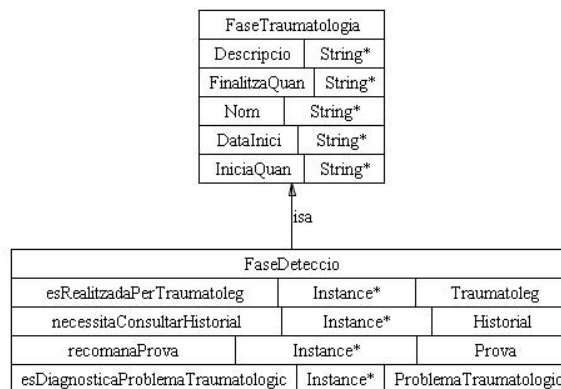 FaseTraumatologia
Descripcio String*
FinalitzaQuan String*
Nom String*
DataInici String*
IniciaQuan String*
isa
FaseDeteccio
esRealitzadaPerTraumatoleg Instance* Traumatoleg
necessitaConsultarHistorial Instance* Historial
recomanaProva Instance* Prova
esDiagnosticaProblemaTraumatologic Instance* ProblemaTraumatologic